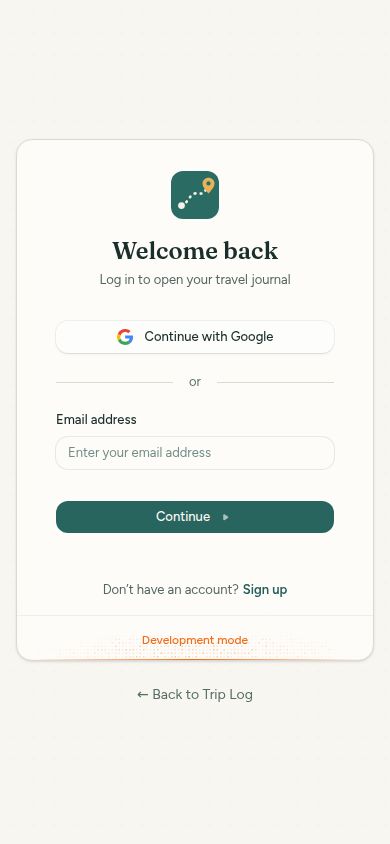 Welcome back
Log in to open your travel journal
Continue with Google
or
Email address
Enter your email address
Continue
Don’t have an account? Sign up
Development mode
← Back to Trip Log